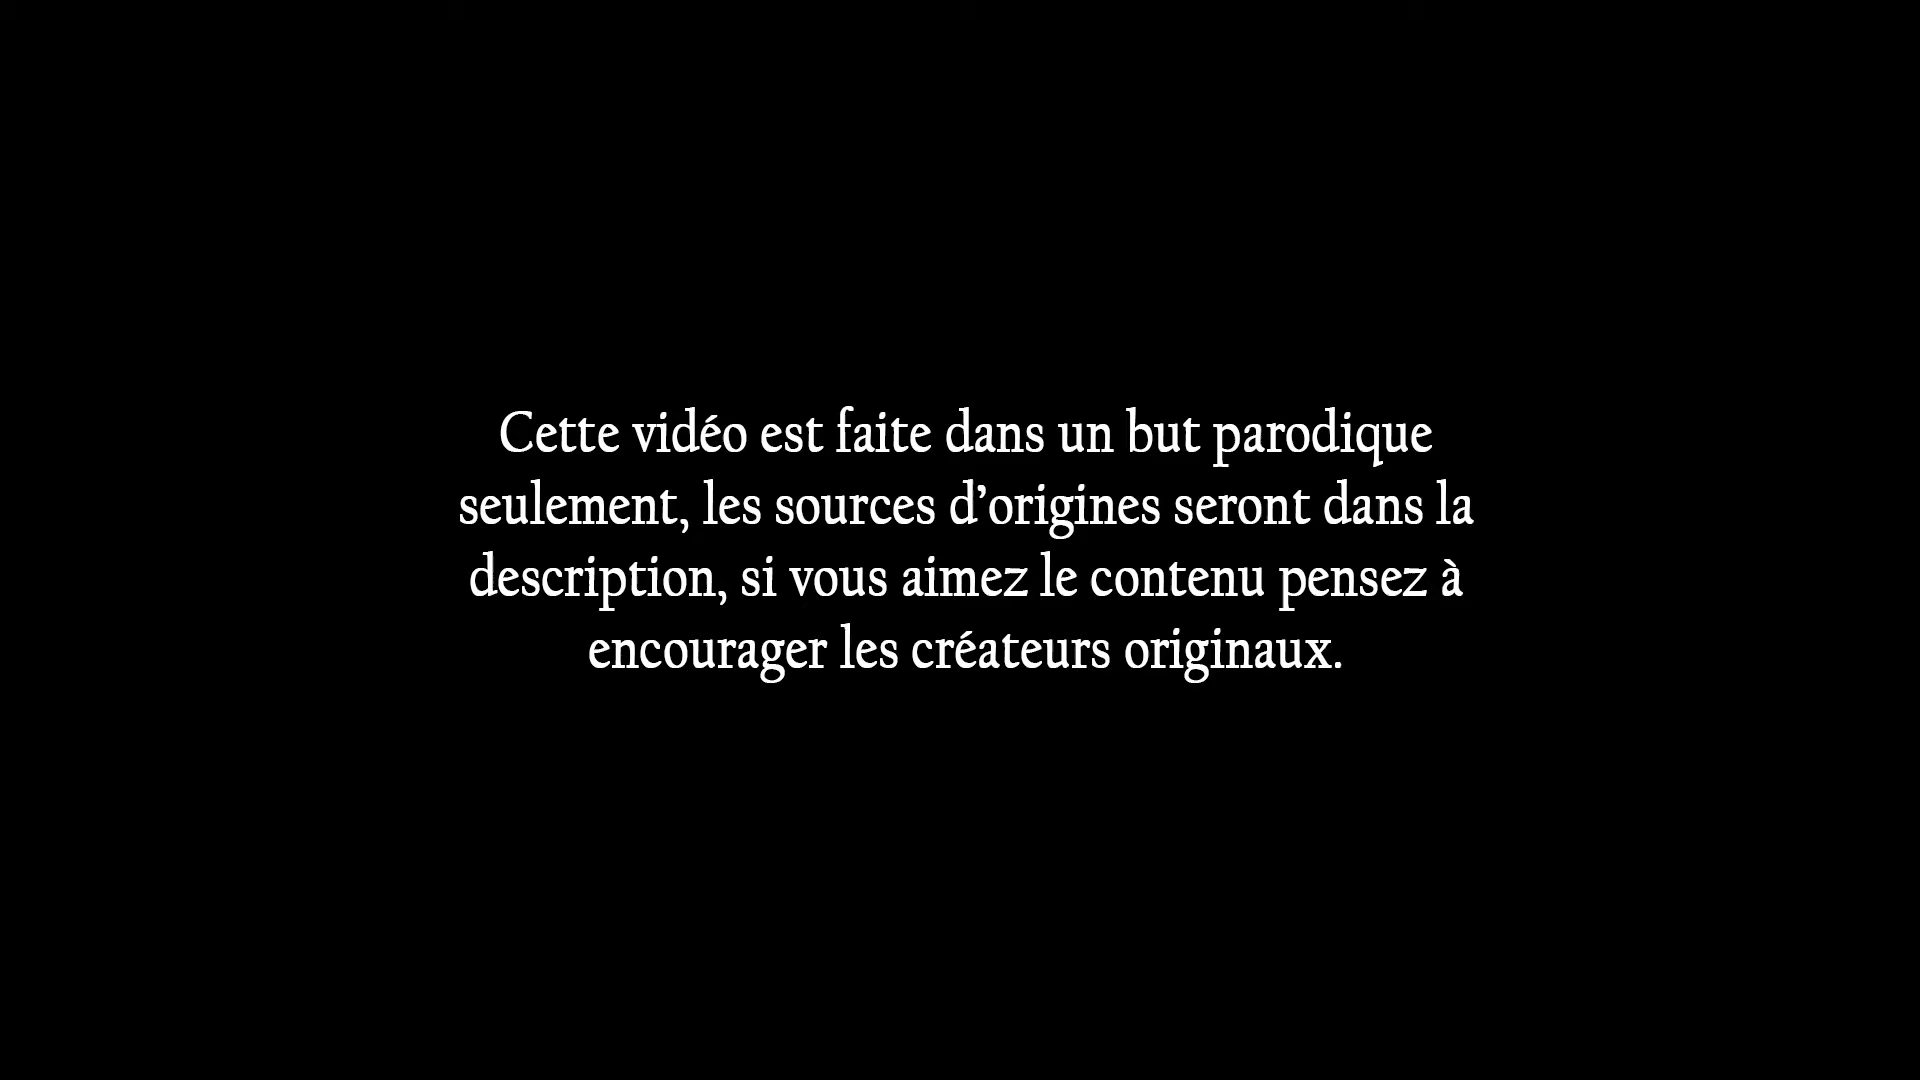 Cette vidéo est faite dans un but parodique
seulement, les sources d’origines seront dans la
description, si vous aimez le contenu pensez à
encourager les créateurs originaux.